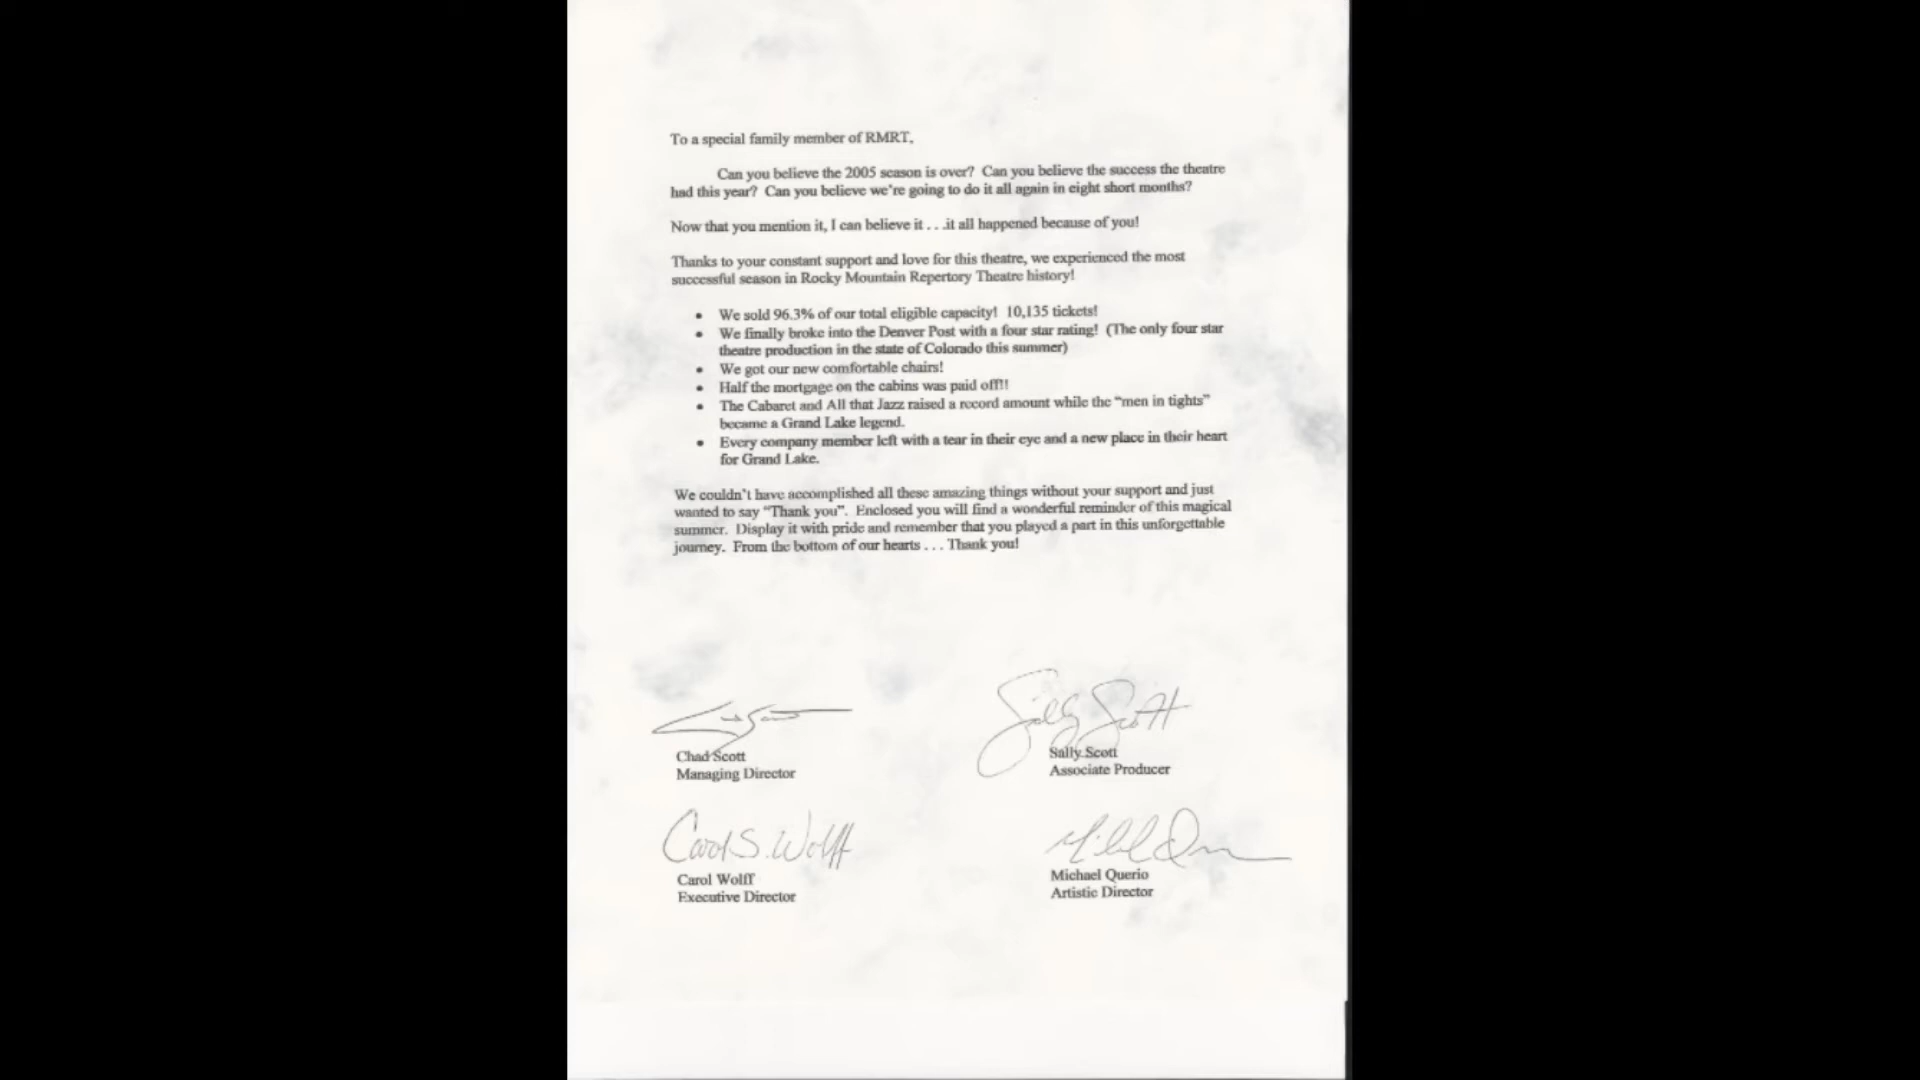 To a special family member of RMRT,
Can you believe the 2005 season is over? Can you believe the success the theatre
had this year? Can you believe we're going to do it all again in eight short months?
Now that you mention it, I can believe it . . .it all happened because of you!
Thanks to your constant support and love for this theatre, we experienced the most
successful season in Rocky Mountain Repertory Theatre history!
• We sold 96.3% of our total eligible capacity! 10,135 tickets!
• We finally broke into the Denver Post with a four star rating! (The only four star
theatre production in the state of Colorado this summer)
• We got our new comfortable chairs!
• Half the mortgage on the cabins was paid off!!
• The Cabaret and All that Jazz raised a record amount while the "men in tights"
became a Grand Lake legend.
• Every company member left with a tear in their eye and a new place in their heart
for Grand Lake.
We couldn't have accomplished all these amazing things without your support and just
wanted to say "Thank you". Enclosed you will find a wonderful reminder of this magical
summer. Display it with pride and remember that you played a part in this unforgettable
journey. From the bottom of our hearts . . . Thank you!
Sally Scott
Chad Scott
Managing Director
Sally Scott
Associate Producer
Carol S. Wolff
Carol Wolff
Executive Director
Michael Querio
Artistic Director